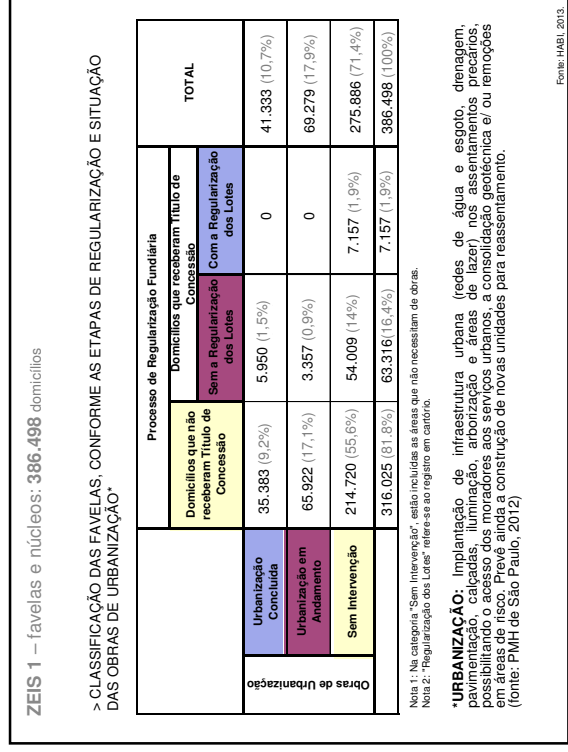 ZEIS 1 – favelas e núcleos: 386.498 domicílios
> CLASSIFICAÇÃO DAS FAVELAS, CONFORME AS ETAPAS DE REGULARIZAÇÃO E SITUAÇÃO
DAS OBRAS DE URBANIZAÇÃO*
Processo de Regularização Fundiária
TOTAL
Domicílios que não
receberam Título de
Concessão
Domicílios que receberam Título de
Concessão
Sem a Regularização
dos Lotes
Com a Regularização
dos Lotes
Obras de Urbanização
Urbanização
Concluída
35.383 (9,2%)
5.950 (1,5%)
0
41.333 (10,7%)
Urbanização em
Andamento
65.922 (17,1%)
3.357 (0,9%)
0
69.279 (17,9%)
Sem Intervenção
214.720 (55,6%)
54.009 (14%)
7.157 (1,9%)
275.886 (71,4%)
316.025 (81.8%)
63.316(16,4%)
7.157 (1,9%)
386.498 (100%)
Nota 1: Na categoria "Sem Intervenção", estão incluídas as áreas que não necessitam de obras.
Nota 2: "Regularização dos Lotes" refere-se ao registro em cartório.
*URBANIZAÇÃO: Implantação de infraestrutura urbana (redes de água e esgoto, drenagem,
pavimentação, calçadas, iluminação, arborização e áreas de lazer) nos assentamentos precários,
possibilitando o acesso dos moradores aos serviços urbanos, a consolidação geotécnica e/ ou remoções
em áreas de risco. Prevê ainda a construção de novas unidades para reassentamento.
(fonte: PMH de São Paulo, 2012)
Fonte: HABI, 2013.